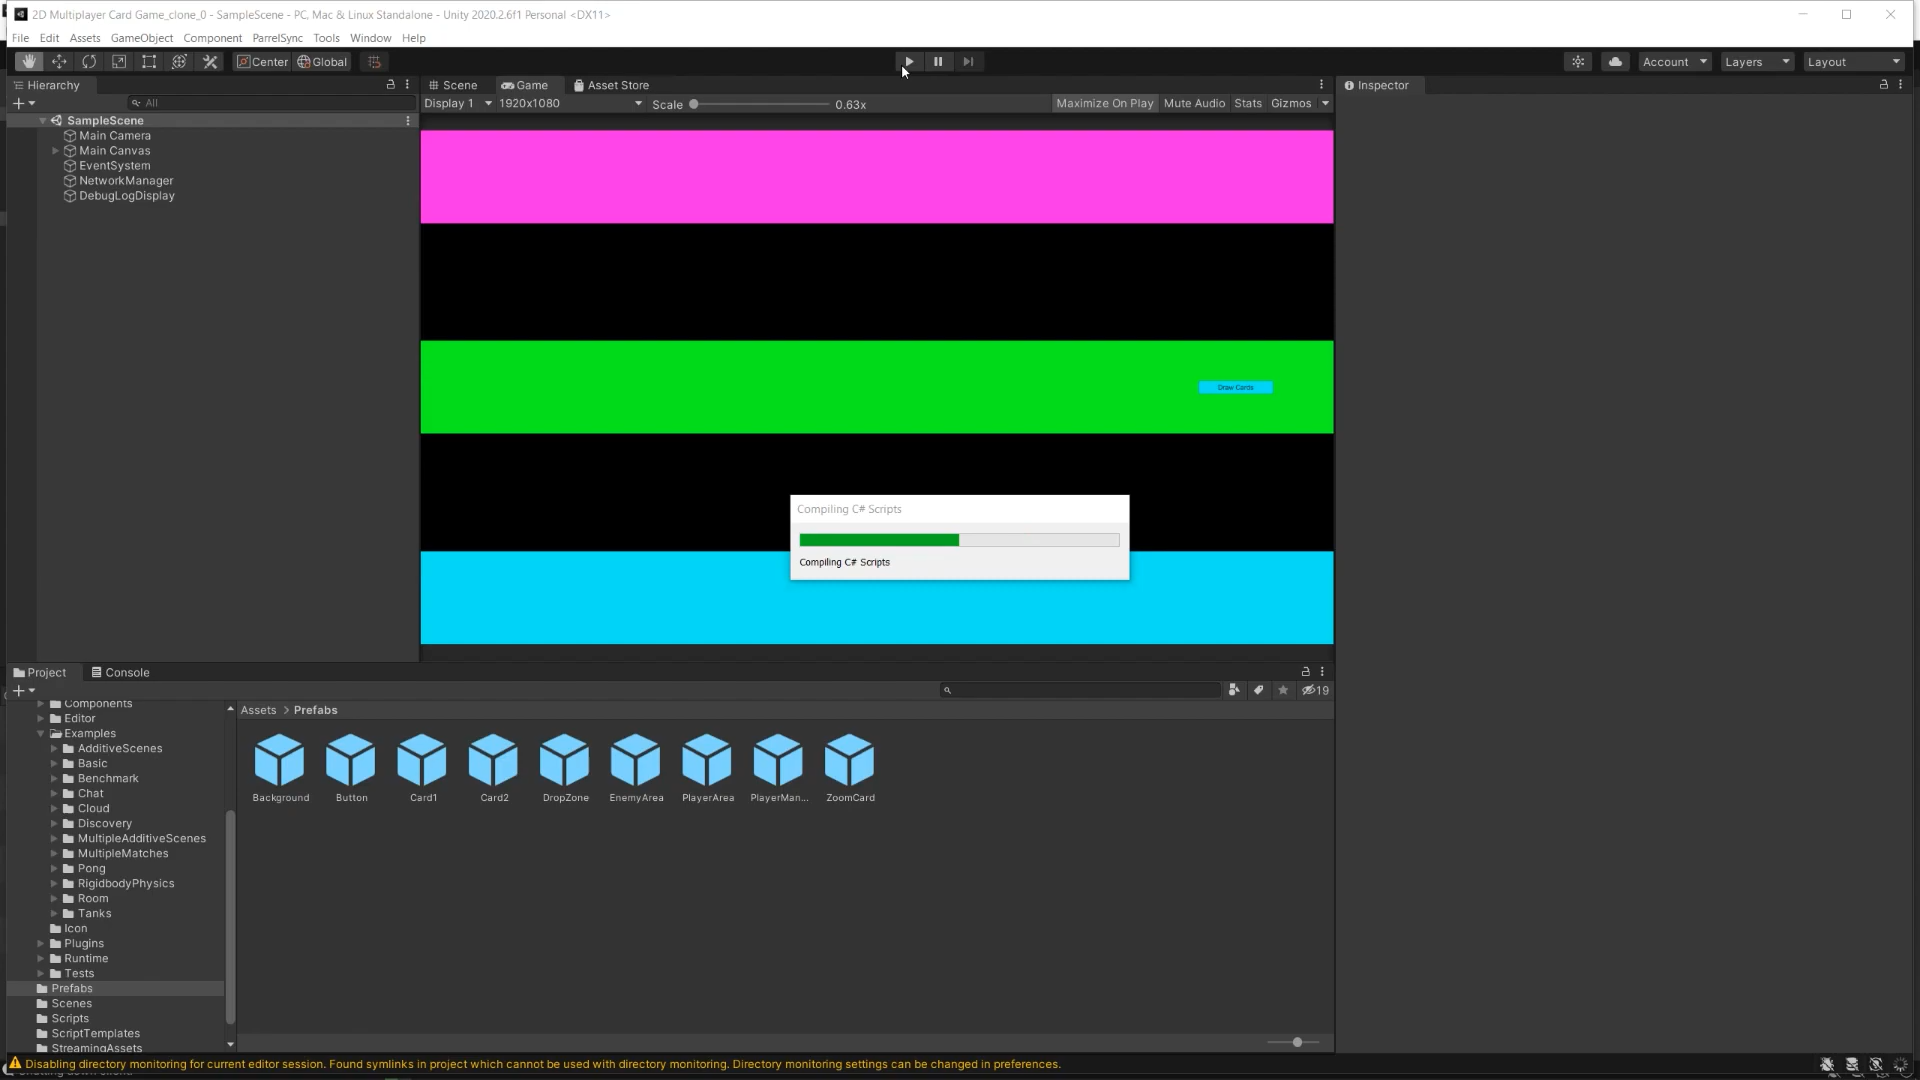 2D Multiplayer Card Game_clone_0 - SampleScene - PC, Mac & Linux Standalone - Unity 2020.2.6f1 Personal <DX11>
File Edit Assets GameObject Component ParrelSync Tools Window Help
Center Global Account Layers Layout
Hierarchy
All
SampleScene
Main Camera
Main Canvas
EventSystem
NetworkManager
DebugLogDisplay
Scene Game Asset Store
Display 1 1920x1080 Scale 0.63x Maximize On Play Mute Audio Stats Gizmos
Draw Cards
Compiling C# Scripts
Compiling C# Scripts
Inspector
Project Console
19
Components
Editor
Examples
AdditiveScenes
Basic
Benchmark
Chat
Cloud
Discovery
MultipleAdditiveScenes
MultipleMatches
Pong
RigidbodyPhysics
Room
Tanks
Icon
Plugins
Runtime
Tests
Prefabs
Scenes
Scripts
ScriptTemplates
StreamingAssets
Assets > Prefabs
Background Button Card1 Card2 DropZone EnemyArea PlayerArea PlayerMan... ZoomCard
Disabling directory monitoring for current editor session. Found symlinks in project which cannot be used with directory monitoring. Directory monitoring settings can be changed in preferences.